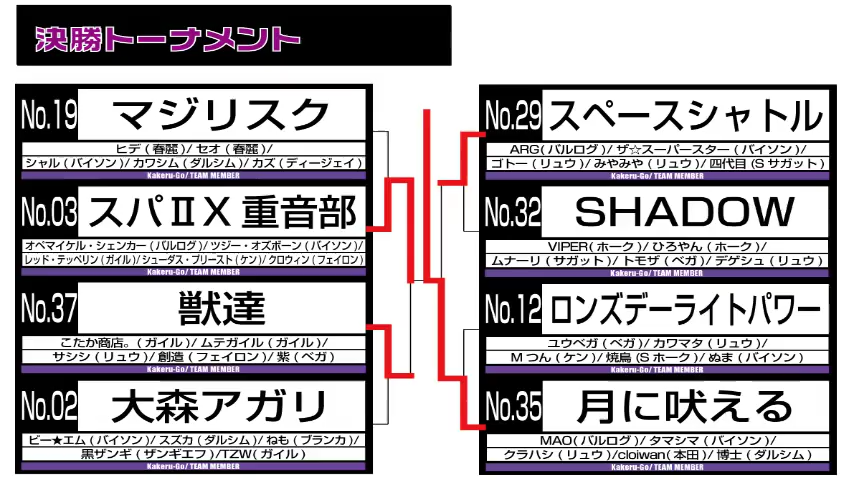 決勝トーナメント
No.19 マジリスク
ヒデ (春麗)/ セオ (春麗)/
シャル (バイソン)/ カワシム (ダルシム)/ カズ (ディージェイ)
Kakeru-Go/ TEAM MEMBER
No.03 スパⅡX 重音部
オペマイケル・シェンカー (バルログ)/ ツジー・オズボーン (バイソン)/
レッド・テッペリン (ガイル)/ シューダス・プリースト (ケン)/ クロウィン (フェイロン)
Kakeru-Go/ TEAM MEMBER
No.37 獣達
こたか商店。(ガイル)/ ムテガイル (ガイル)/
サシシ (リュウ)/ 創造 (フェイロン)/ 紫 (ベガ)
Kakeru-Go/ TEAM MEMBER
No.02 大森アガリ
ビー★エム (バイソン)/ スズカ (ダルシム)/ ねも (ブランカ)/
黒ザンギ (ザンギエフ)/TZW(ガイル)
Kakeru-Go/ TEAM MEMBER
No.29 スペースシャトル
ARG(バルログ)/ ザ☆スーパースター (バイソン)/
ゴトー (リュウ)/ みやみや (リュウ)/ 四代目 (S サガット)
Kakeru-Go/ TEAM MEMBER
No.32 SHADOW
VIPER(ホーク)/ ひろやん (ホーク)/
ムナーリ (サガット)/ トモザ (ベガ)/ デゲシュ (リュウ)
Kakeru-Go/ TEAM MEMBER
No.12 ロンズデーライトパワー
ユウベガ (ベガ)/ カワマタ (リュウ)/
M つん (ケン)/ 焼鳥 (S ホーク)/ ぬま (バイソン)
Kakeru-Go/ TEAM MEMBER
No.35 月に吠える
MAO(バルログ)/ タマシマ (バイソン)/
クラハシ (リュウ)/cloiwan(本田)/ 博士 (ダルシム)
Kakeru-Go/ TEAM MEMBER